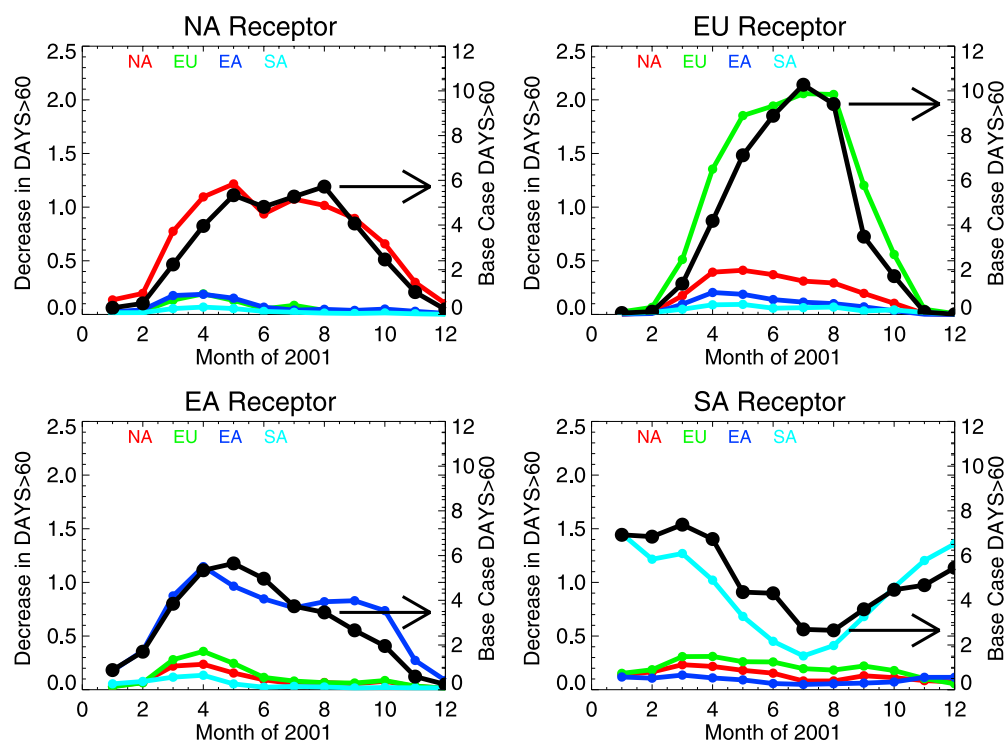 NA Receptor
2.5
2.0
1.5
1.0
0.5
0.0
Decrease in DAYS>60
NA EU EA SA
12
10
8
6
4
2
0
Base Case DAYS>60
0 2 4 6 8 10 12
Month of 2001
EU Receptor
2.5
2.0
1.5
1.0
0.5
0.0
Decrease in DAYS>60
NA EU EA SA
12
10
8
6
4
2
0
Base Case DAYS>60
0 2 4 6 8 10 12
Month of 2001
EA Receptor
2.5
2.0
1.5
1.0
0.5
0.0
Decrease in DAYS>60
NA EU EA SA
12
10
8
6
4
2
0
Base Case DAYS>60
0 2 4 6 8 10 12
Month of 2001
SA Receptor
2.5
2.0
1.5
1.0
0.5
0.0
Decrease in DAYS>60
NA EU EA SA
12
10
8
6
4
2
0
Base Case DAYS>60
0 2 4 6 8 10 12
Month of 2001